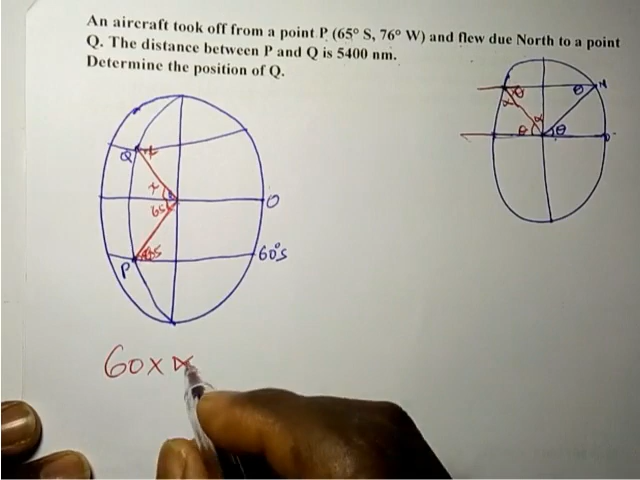 An aircraft took off from a point P (65° S, 76° W) and flew due North to a point
Q. The distance between P and Q is 5400 nm.
Determine the position of Q.
θ θ H
α α
θ θ
Q x
x
65 O
65 60°S
P
60 x α